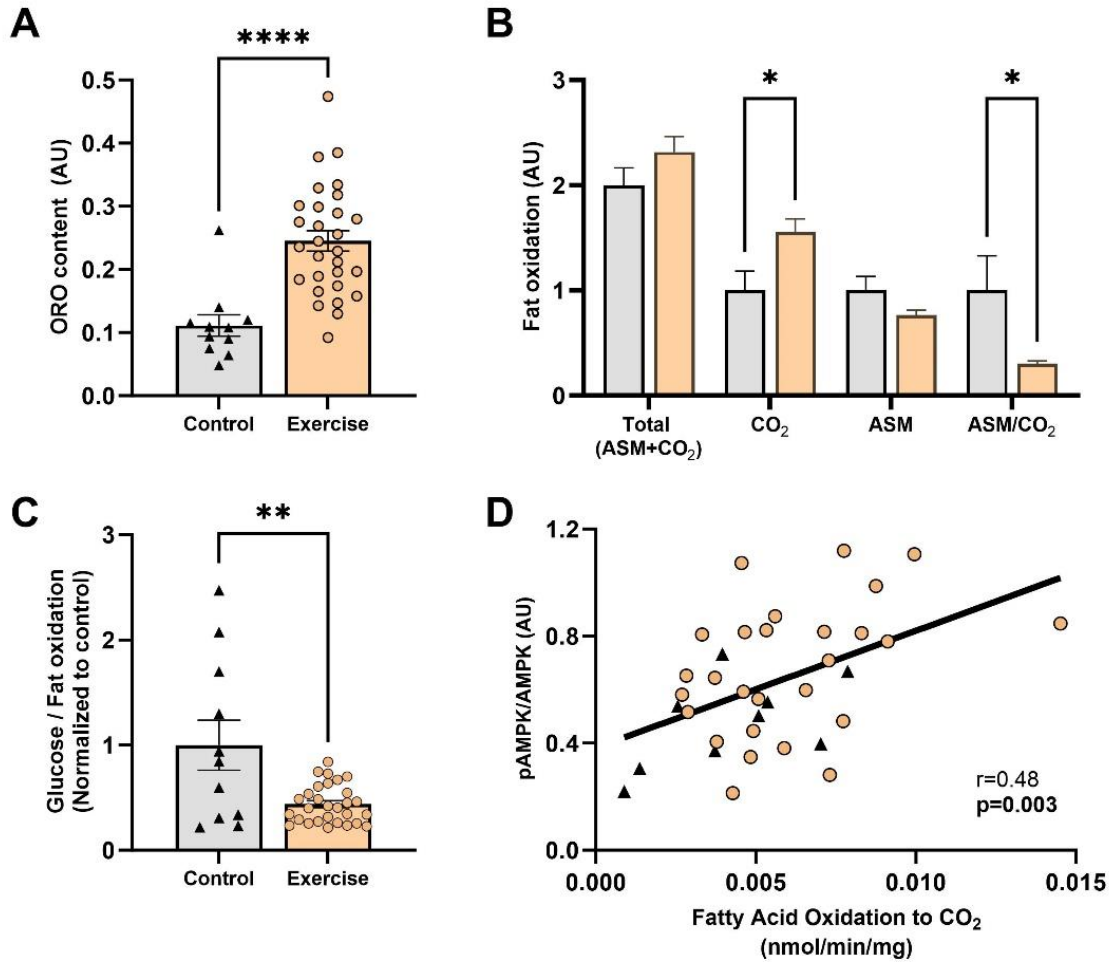 A
****
ORO content (AU)
0.5
0.4
0.3
0.2
0.1
0.0
Control Exercise
B
* *
Fat oxidation (AU)
3
2
1
0
Total
(ASM+CO₂)
CO₂
ASM
ASM/CO₂
C
**
Glucose / Fat oxidation
(Normalized to control)
3
2
1
0
Control Exercise
D
pAMPK/AMPK (AU)
1.2
0.8
0.4
0.0
r=0.48
p=0.003
0.000 0.005 0.010 0.015
Fatty Acid Oxidation to CO₂
(nmol/min/mg)